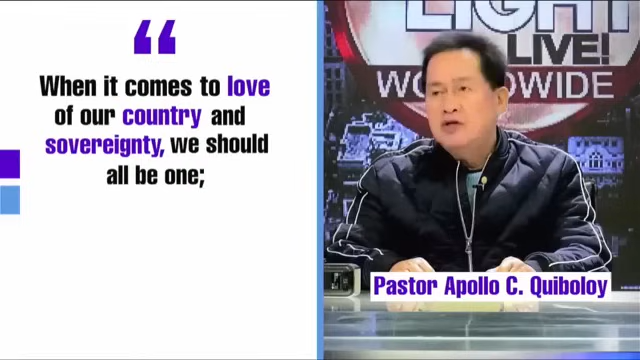 “
When it comes to love
of our country and
sovereignty, we should
all be one;
LIGHT
LIVE!
WORLDWIDE
Pastor Apollo C. Quiboloy